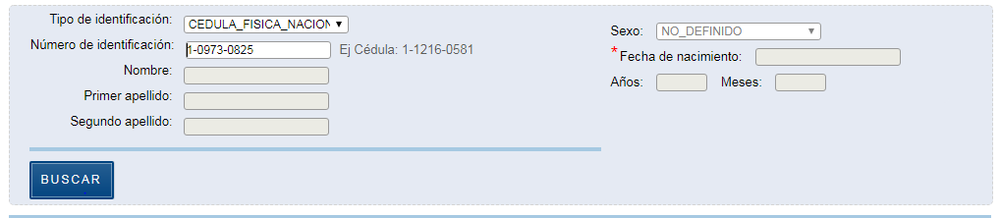 Tipo de identificación: CEDULA_FISICA_NACION
Número de identificación: 1-0973-0825 Ej Cédula: 1-1216-0581
Nombre:
Primer apellido:
Segundo apellido:
Sexo: NO_DEFINIDO
*Fecha de nacimiento:
Años: Meses:
BUSCAR